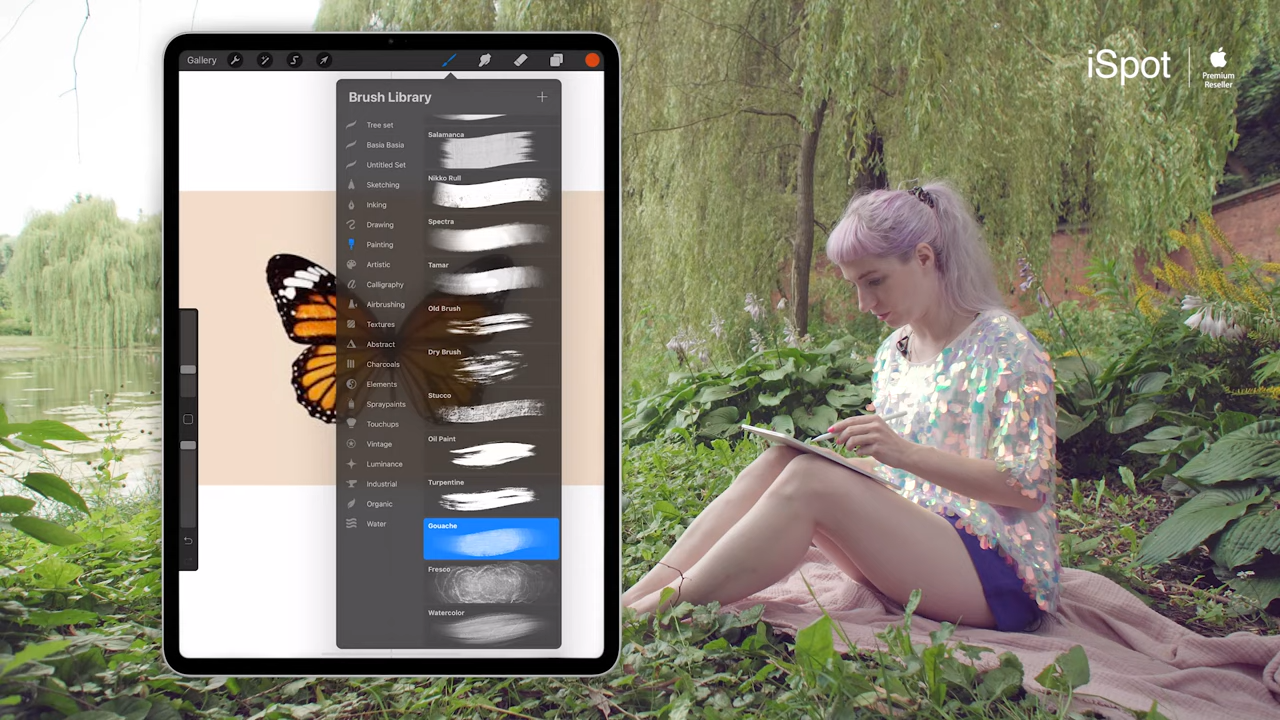 Gallery
Brush Library
Tree set
Basia Basia
Untitled Set
Sketching
Inking
Drawing
Painting
Artistic
Calligraphy
Airbrushing
Textures
Abstract
Charcoals
Elements
Spraypaints
Touchups
Vintage
Luminance
Industrial
Organic
Water
Salamanca
Nikko Rull
Spectra
Tamar
Old Brush
Dry Brush
Stucco
Oil Paint
Turpentine
Gouache
Fresco
Watercolor
iSpot
Premium
Reseller